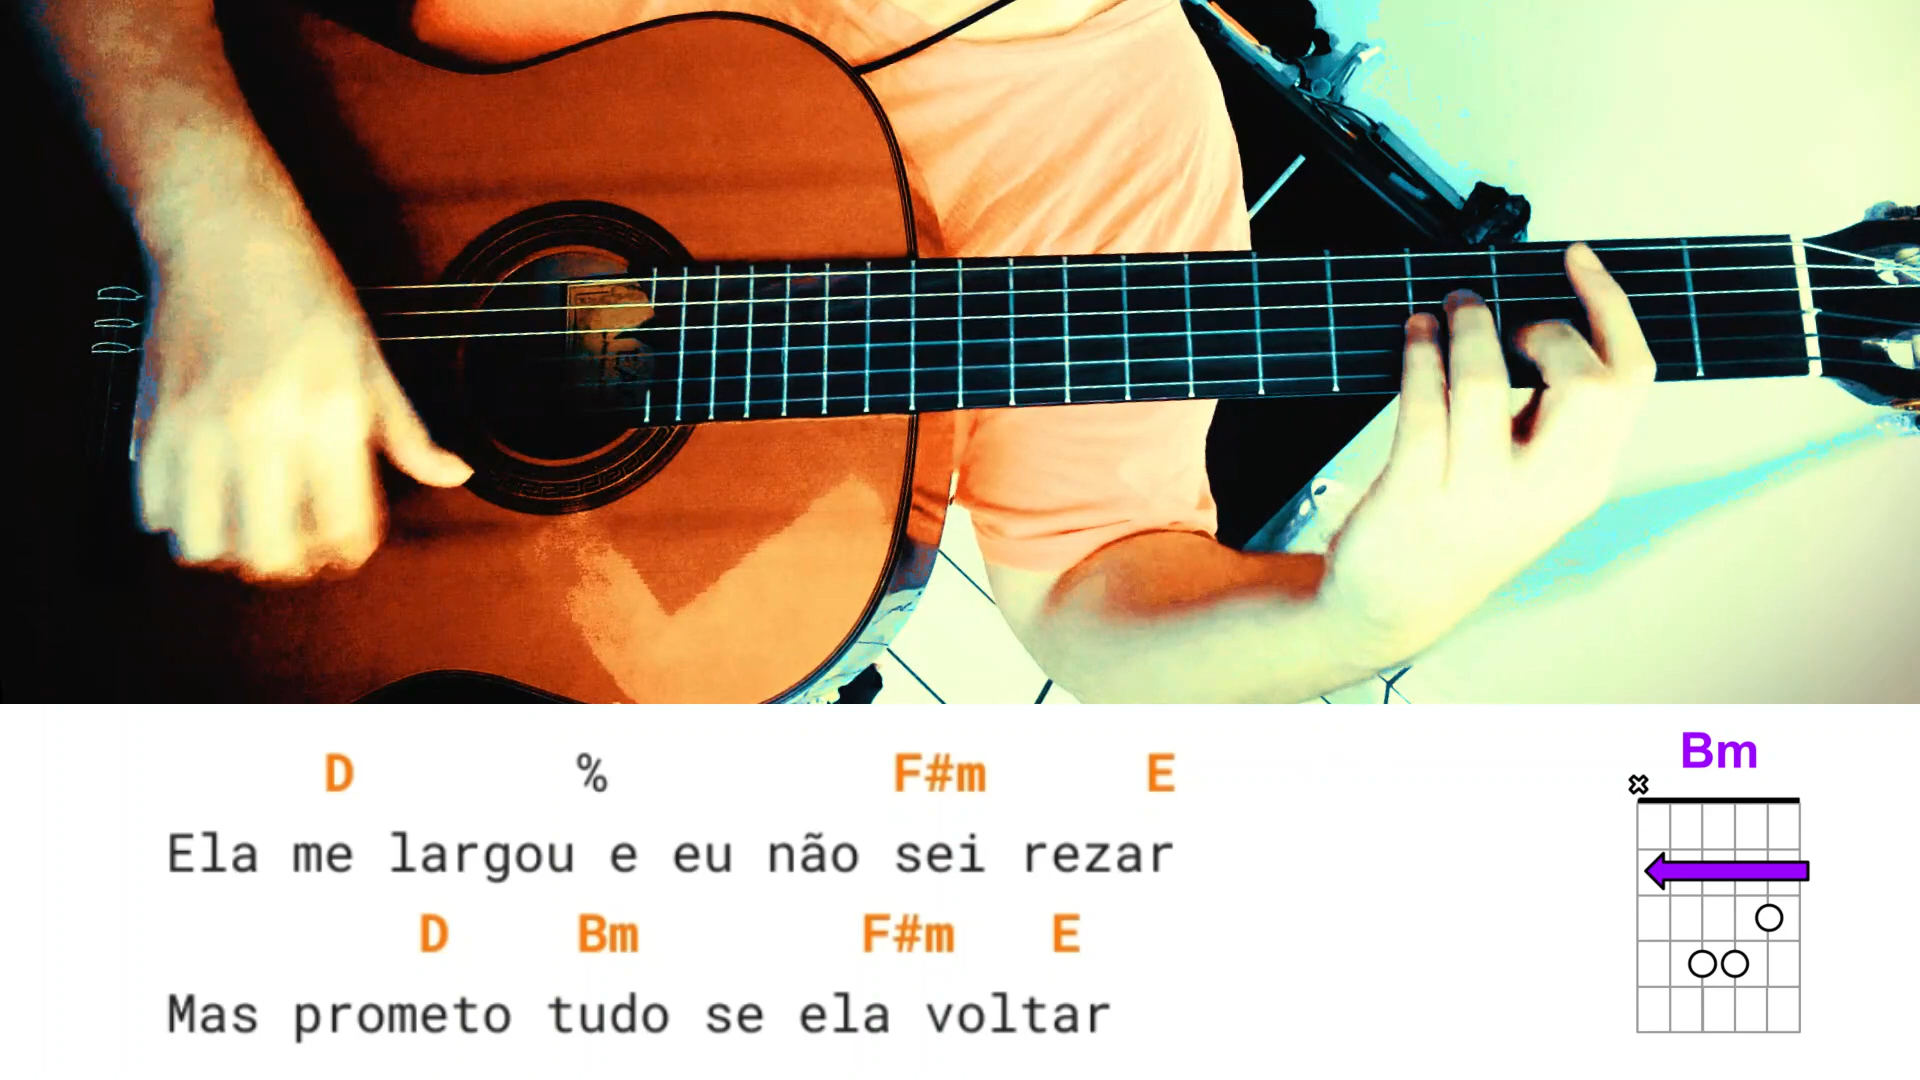 D % F#m E
Ela me largou e eu não sei rezar
D Bm F#m E
Mas prometo tudo se ela voltar
Bm